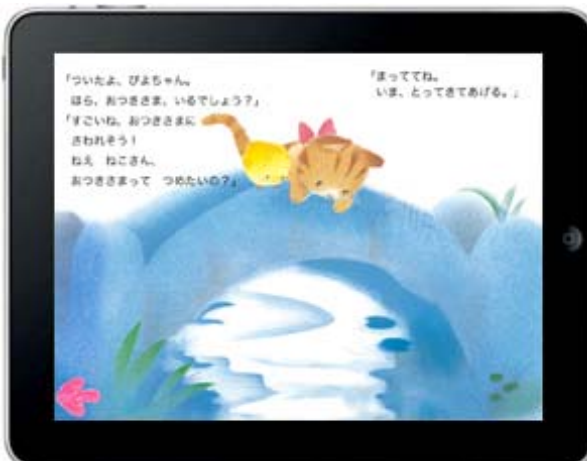 「ついたよ、ぴよちゃん。
ほら、おつきさま、いるでしょう？」
「すごいね、おつきさまに
さわれそう！
ねえ　ねこさん、
おつきさまって　つめたいの？」
「まっててね。
いま、とってきてあげる。」